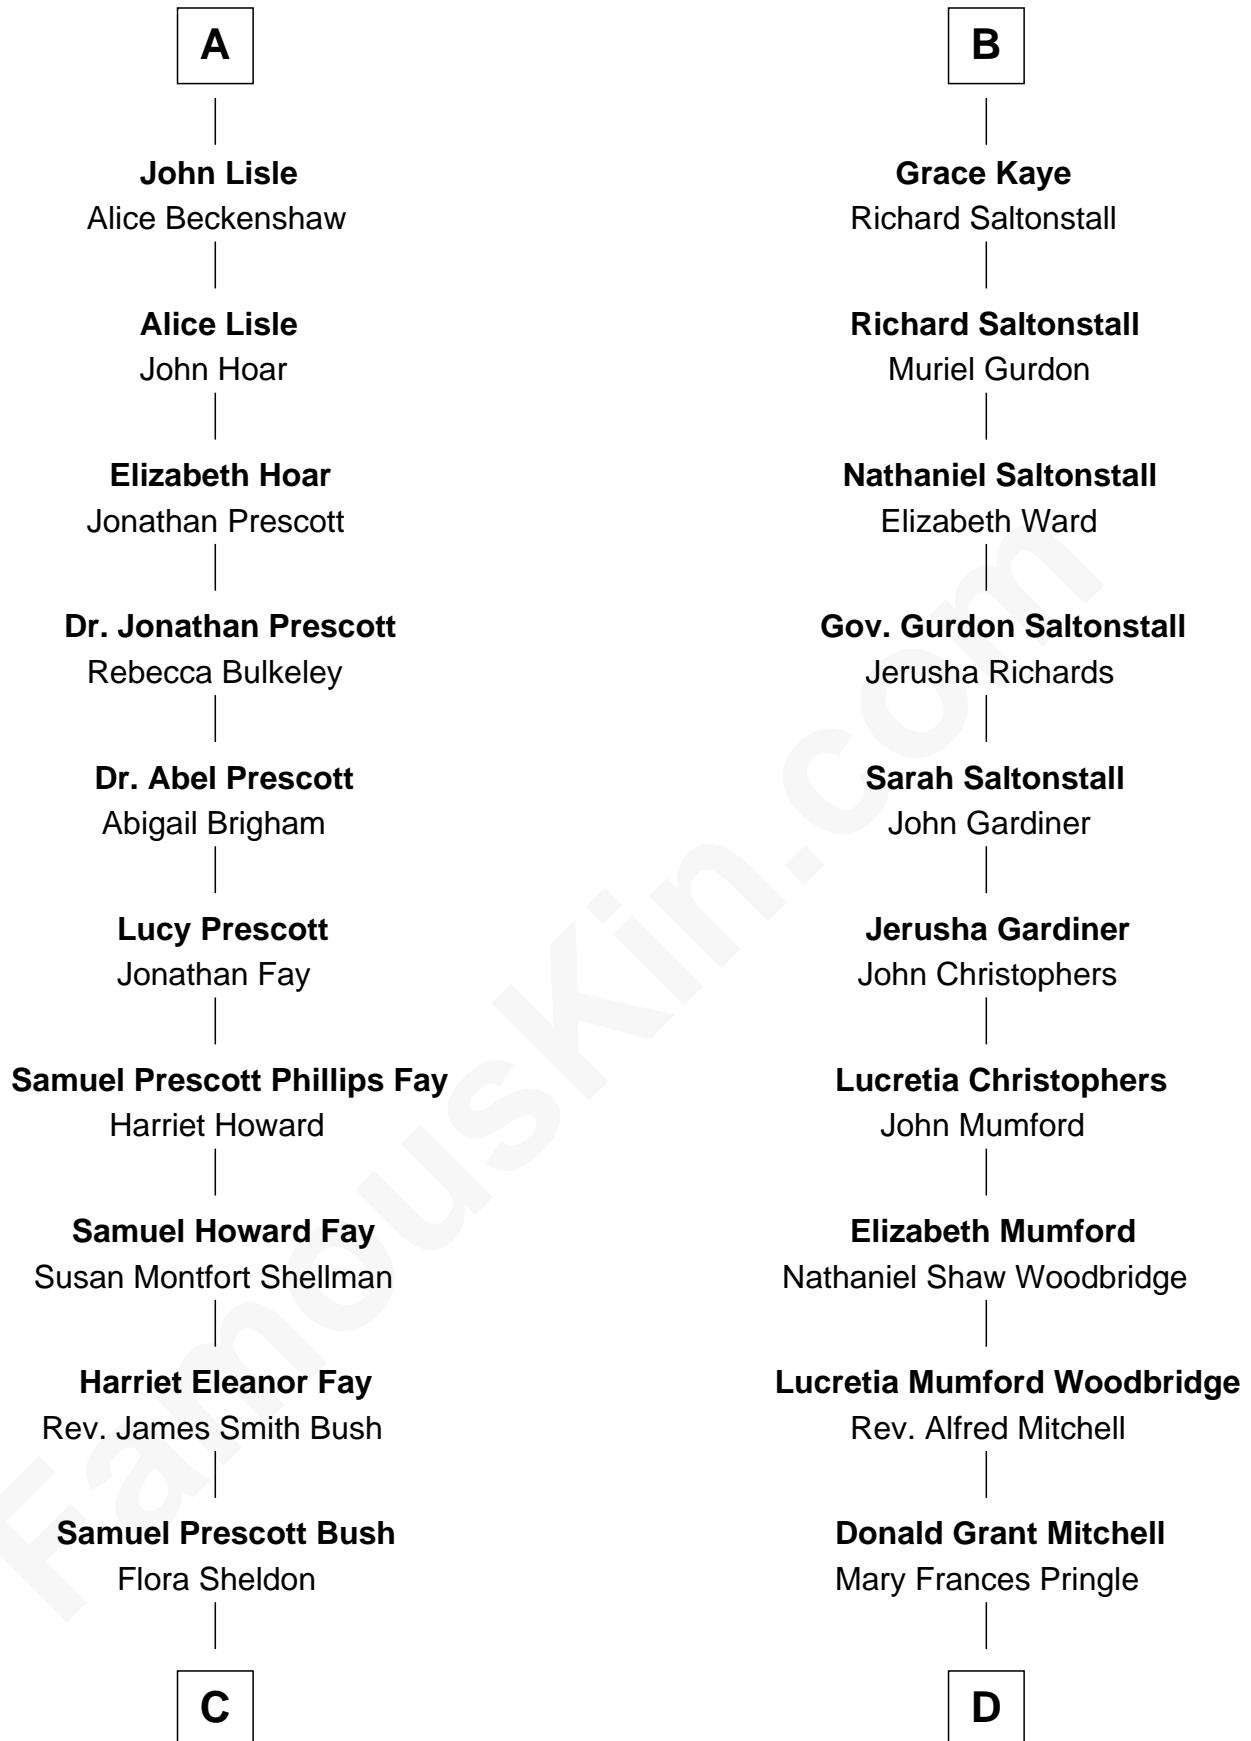 A
John Lisle
Alice Beckenshaw
Alice Lisle
John Hoar
Elizabeth Hoar
Jonathan Prescott
Dr. Jonathan Prescott
Rebecca Bulkeley
Dr. Abel Prescott
Abigail Brigham
Lucy Prescott
Jonathan Fay
Samuel Prescott Phillips Fay
Harriet Howard
Samuel Howard Fay
Susan Montfort Shellman
Harriet Eleanor Fay
Rev. James Smith Bush
Samuel Prescott Bush
Flora Sheldon
C
B
Grace Kaye
Richard Saltonstall
Richard Saltonstall
Muriel Gurdon
Nathaniel Saltonstall
Elizabeth Ward
Gov. Gurdon Saltonstall
Jerusha Richards
Sarah Saltonstall
John Gardiner
Jerusha Gardiner
John Christophers
Lucretia Christophers
John Mumford
Elizabeth Mumford
Nathaniel Shaw Woodbridge
Lucretia Mumford Woodbridge
Rev. Alfred Mitchell
Donald Grant Mitchell
Mary Frances Pringle
D
FamousKin.com